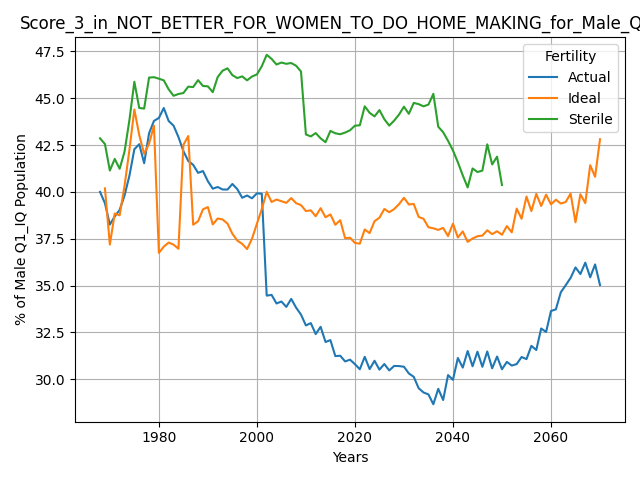 Score_3_in_NOT_BETTER_FOR_WOMEN_TO_DO_HOME_MAKING_for_Male_Q
Fertility
Actual
Ideal
Sterile
% of Male Q1_IQ Population
47.5
45.0
42.5
40.0
37.5
35.0
32.5
30.0
1980
2000
2020
2040
2060
Years